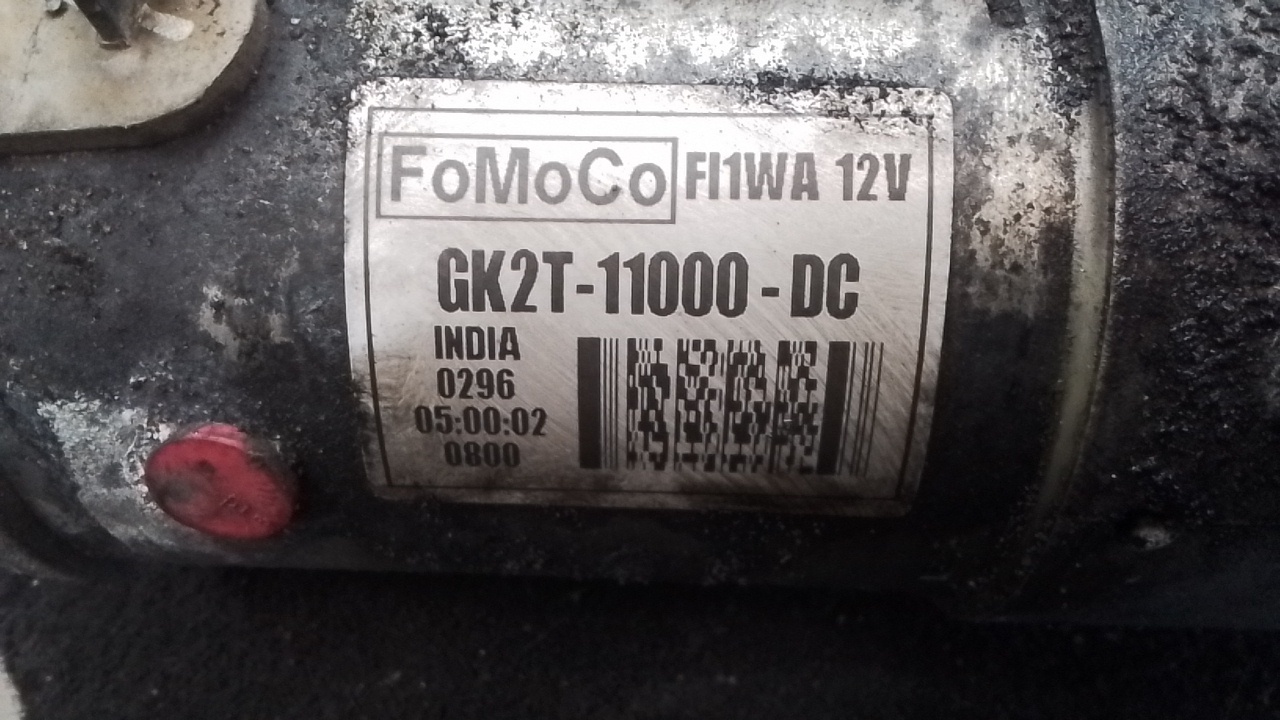 FoMoCo FI1WA 12V
GK2T-11000-DC
INDIA
0296
05:00:02
0800